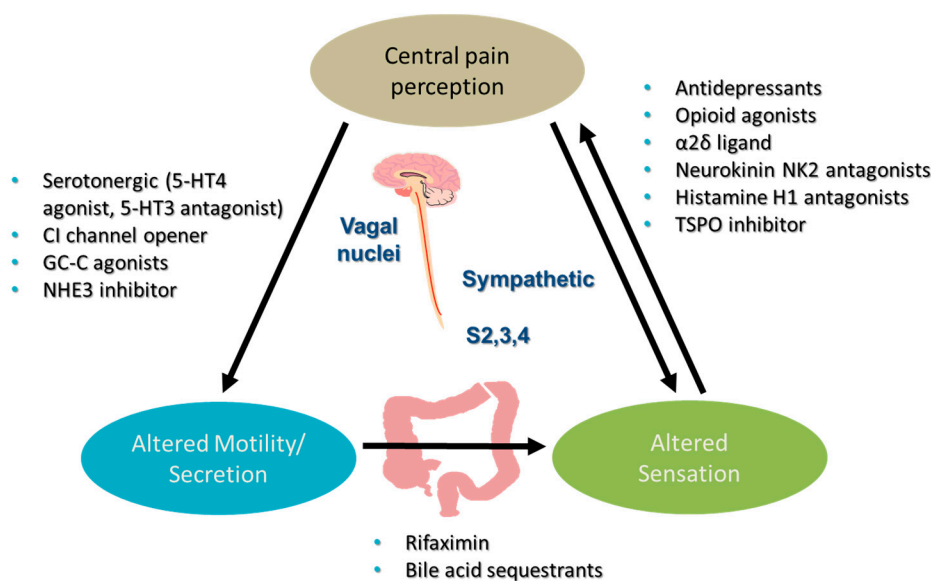 Central pain
perception
• Antidepressants
• Opioid agonists
• α2δ ligand
• Neurokinin NK2 antagonists
• Histamine H1 antagonists
• TSPO inhibitor
• Serotonergic (5-HT4
agonist, 5-HT3 antagonist)
• CI channel opener
• GC-C agonists
• NHE3 inhibitor
Vagal
nuclei
Sympathetic
S2,3,4
Altered Motility/
Secretion
Altered
Sensation
• Rifaximin
• Bile acid sequestrants